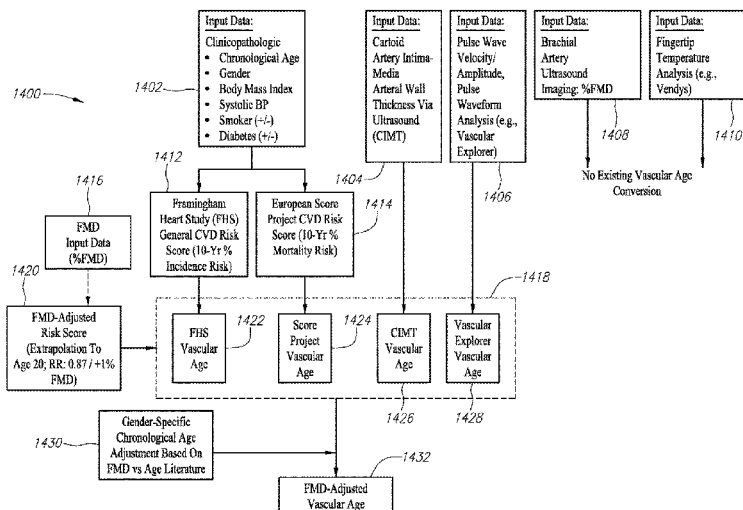 1400
Input Data:
Clinicopathologic
• Chronological Age
• Gender
• Body Mass Index
• Systolic BP
• Smoker (+/-)
• Diabetes (+/-)
1402
Input Data:
Cartoid
Artery Intima-
Media
Arteral Wall
Thickness Via
Ultrasound
(CIMT)
1404
Input Data:
Pulse Wave
Velocity/
Amplitude,
Pulse
Waveform
Analysis (e.g.,
Vascular
Explorer)
1406
Input Data:
Brachial
Artery
Ultrasound
Imaging: %FMD
1408
Input Data:
Fingertip
Temperature
Analysis (e.g.,
Vendys)
1410
No Existing Vascular Age
Conversion
1412
Framingham
Heart Study (FHS)
General CVD Risk
Score (10-Yr %
Incidence Risk)
European Score
Project CVD Risk
Score (10-Yr %
Mortality Risk)
1414
1416
FMD
Input Data
(%FMD)
1418
1420
FMD-Adjusted
Risk Score
(Extrapolation To
Age 20; RR: 0.87 / +1%
FMD)
FHS
Vascular
Age
1422
Score
Project
Vascular
Age
1424
CIMT
Vascular
Age
1426
Vascular
Explorer
Vascular
Age
1428
1430
Gender-Specific
Chronological Age
Adjustment Based On
FMD vs Age Literature
1432
FMD-Adjusted
Vascular Age